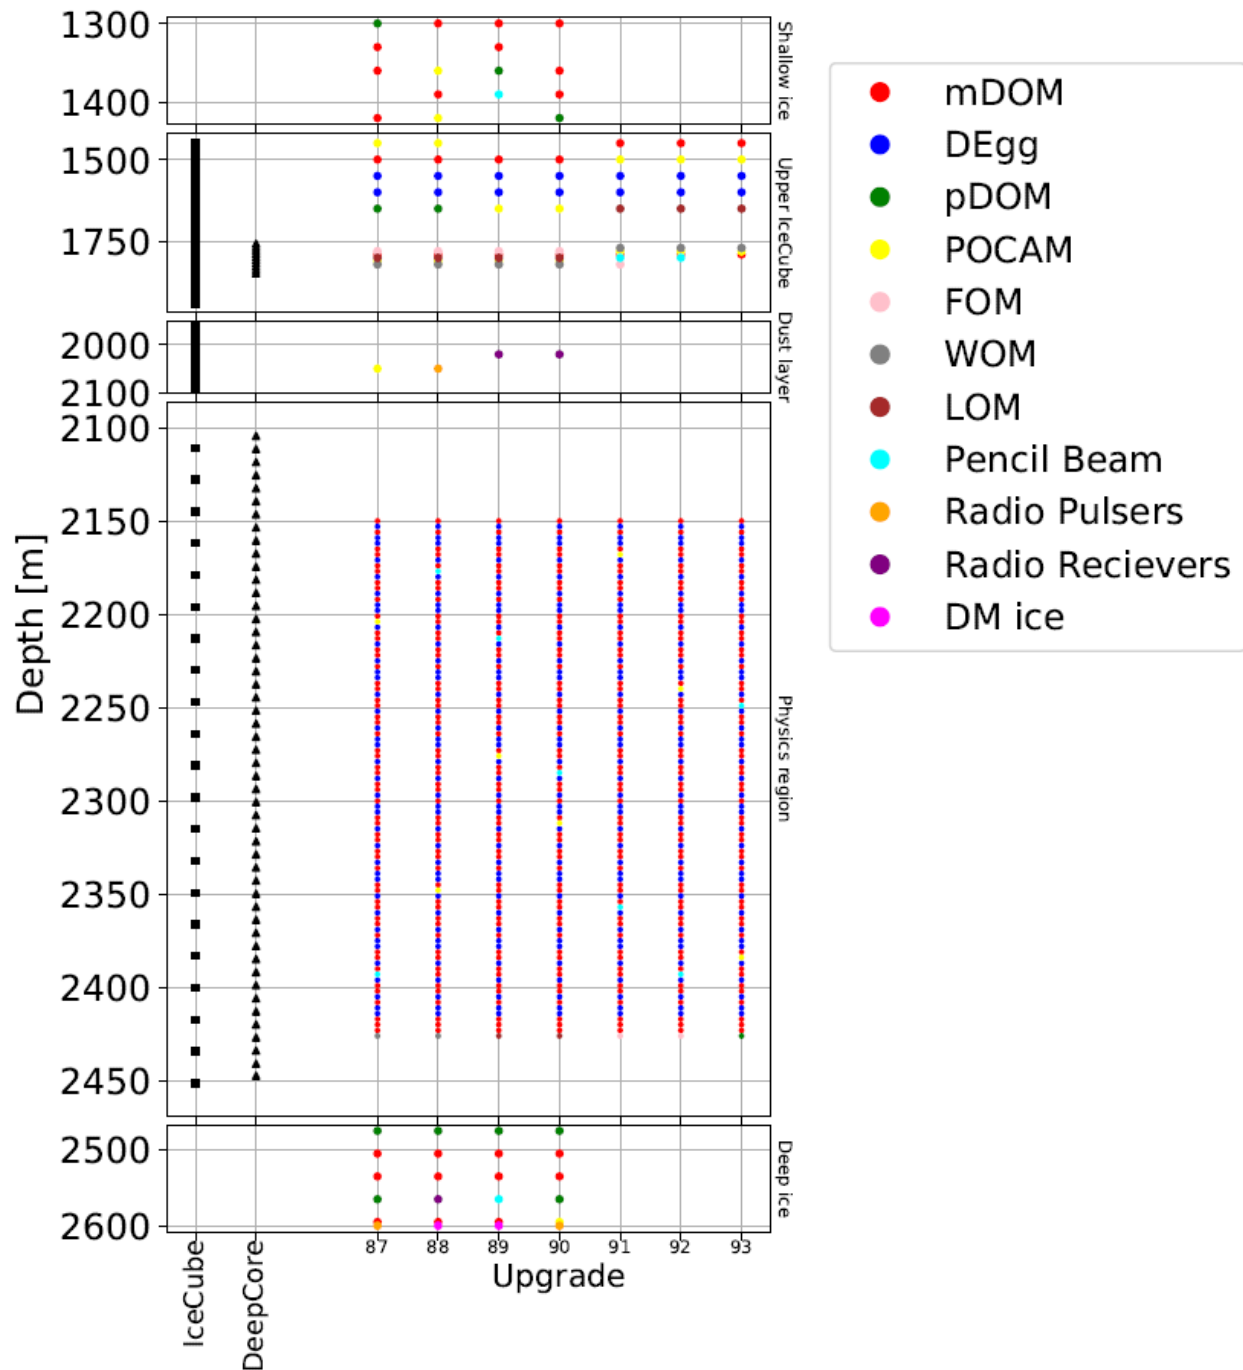 1300
1400
Shallow ice
1500
1750
Upper IceCube
2000
2100
Dust layer
2100
2150
2200
2250
2300
2350
2400
2450
Depth [m]
Physics region
2500
2600
Deep ice
IceCube
DeepCore
87 88 89 90 91 92 93
Upgrade
mDOM
DEgg
pDOM
POCAM
FOM
WOM
LOM
Pencil Beam
Radio Pulsers
Radio Recievers
DM ice